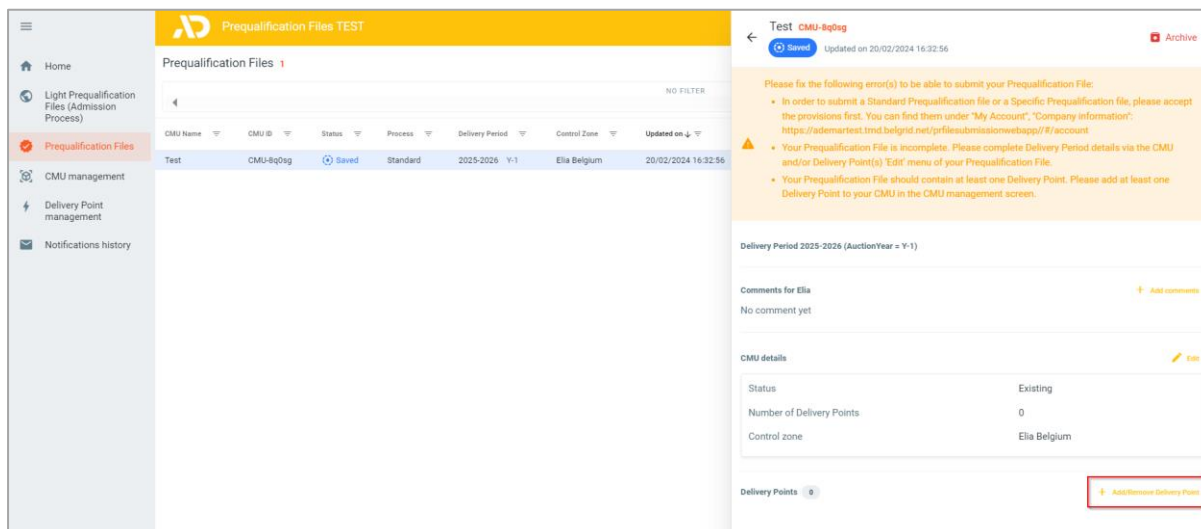 Home
Light Prequalification
Files (Admission
Process)
Prequalification Files
CMU management
Delivery Point
management
Notifications history
Prequalification Files TEST
Prequalification Files 1
NO FILTER
CMU Name CMU ID Status Process Delivery Period Control Zone Updated on
Test CMU-8q0sg Saved Standard 2025-2026 Y-1 Elia Belgium 20/02/2024 16:32:56
Test CMU-8q0sg
Saved Updated on 20/02/2024 16:32:56
Archive
Please fix the following error(s) to be able to submit your Prequalification File:
• In order to submit a Standard Prequalification file or a Specific Prequalification file, please accept
the provisions first. You can find them under "My Account", "Company information":
https://ademartest.tmd.belgrid.net/prfilesubmissionwebapp//#/account
• Your Prequalification File is incomplete. Please complete Delivery Period details via the CMU
and/or Delivery Point(s) 'Edit' menu of your Prequalification File.
• Your Prequalification File should contain at least one Delivery Point. Please add at least one
Delivery Point to your CMU in the CMU management screen.
Delivery Period 2025-2026 (AuctionYear = Y-1)
Comments for Elia + Add comments
No comment yet
CMU details Edit
Status Existing
Number of Delivery Points 0
Control zone Elia Belgium
Delivery Points 0 + Add/Remove Delivery Point